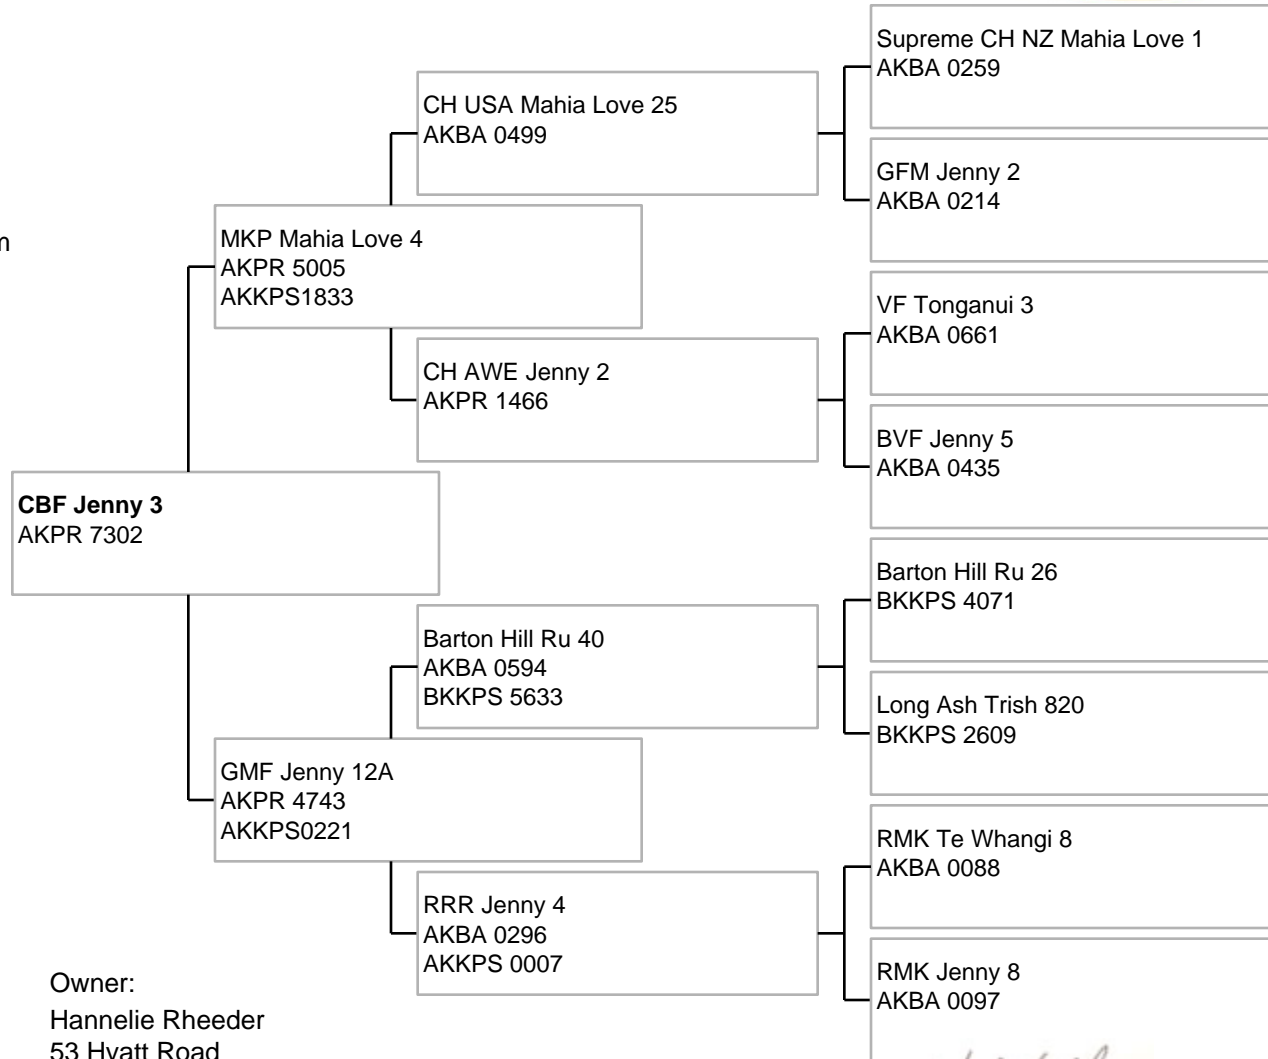 Supreme CH NZ Mahia Love 1
AKBA 0259
CH USA Mahia Love 25
AKBA 0499
GFM Jenny 2
AKBA 0214
MKP Mahia Love 4
AKPR 5005
AKKPS1833
VF Tonganui 3
AKBA 0661
CH AWE Jenny 2
AKPR 1466
BVF Jenny 5
AKBA 0435
CBF Jenny 3
AKPR 7302
Barton Hill Ru 26
BKKPS 4071
Barton Hill Ru 40
AKBA 0594
BKKPS 5633
Long Ash Trish 820
BKKPS 2609
GMF Jenny 12A
AKPR 4743
AKKPS0221
RMK Te Whangi 8
AKBA 0088
RRR Jenny 4
AKBA 0296
AKKPS 0007
RMK Jenny 8
AKBA 0097
Owner:
Hannelie Rheeder
53 Hyatt Road